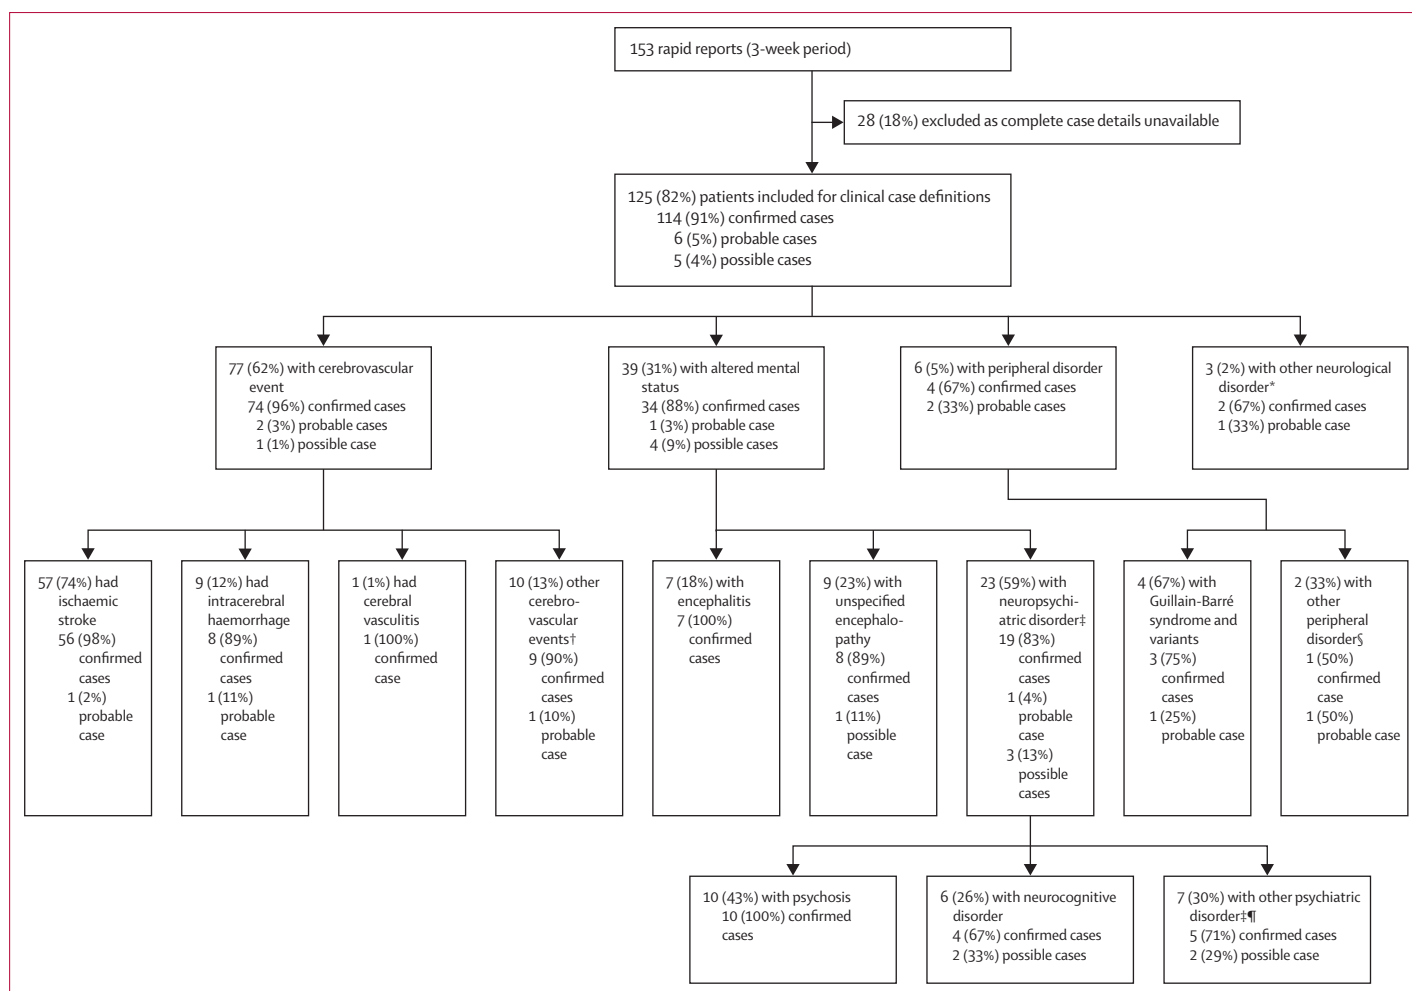 153 rapid reports (3-week period)
28 (18%) excluded as complete case details unavailable
125 (82%) patients included for clinical case definitions
114 (91%) confirmed cases
6 (5%) probable cases
5 (4%) possible cases
77 (62%) with cerebrovascular
event
74 (96%) confirmed cases
2 (3%) probable cases
1 (1%) possible case
39 (31%) with altered mental
status
34 (88%) confirmed cases
1 (3%) probable case
4 (9%) possible cases
6 (5%) with peripheral disorder
4 (67%) confirmed cases
2 (33%) probable cases
3 (2%) with other neurological
disorder*
2 (67%) confirmed cases
1 (33%) probable case
57 (74%) had
ischaemic
stroke
56 (98%)
confirmed
cases
1 (2%)
probable
case
9 (12%) had
intracerebral
haemorrhage
8 (89%)
confirmed
cases
1 (11%)
probable
case
1 (1%) had
cerebral
vasculitis
1 (100%)
confirmed
case
10 (13%) other
cerebro-
vascular
events†
9 (90%)
confirmed
cases
1 (10%)
probable
case
7 (18%) with
encephalitis
7 (100%)
confirmed
cases
9 (23%) with
unspecified
encephalo-
pathy
8 (89%)
confirmed
cases
1 (11%)
possible
case
23 (59%) with
neuropsychi-
atric disorder‡
19 (83%)
confirmed
cases
1 (4%)
probable
case
3 (13%)
possible
cases
4 (67%) with
Guillain-Barré
syndrome and
variants
3 (75%)
confirmed
cases
1 (25%)
probable case
2 (33%) with
other
peripheral
disorder§
1 (50%)
confirmed
case
1 (50%)
probable case
10 (43%) with psychosis
10 (100%) confirmed
cases
6 (26%) with neurocognitive
disorder
4 (67%) confirmed cases
2 (33%) possible cases
7 (30%) with other psychiatric
disorder‡¶
5 (71%) confirmed cases
2 (29%) possible case